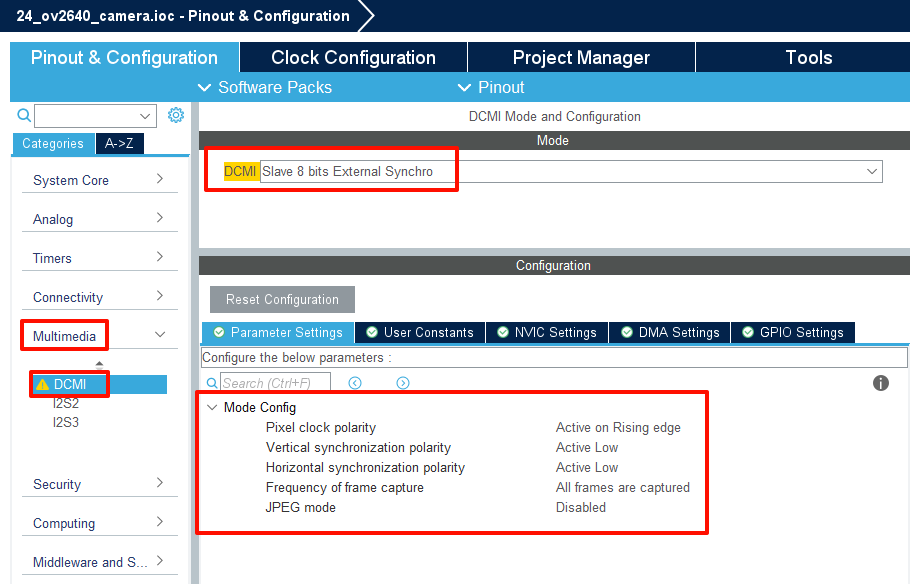 24_ov2640_camera.ioc - Pinout & Configuration
Pinout & Configuration
Clock Configuration
Project Manager
Tools
Software Packs
Pinout
Categories
A->Z
System Core
Analog
Timers
Connectivity
Multimedia
DCMI
I2S2
I2S3
Security
Computing
Middleware and S...
DCMI Mode and Configuration
Mode
DCMI Slave 8 bits External Synchro
Configuration
Reset Configuration
Parameter Settings
User Constants
NVIC Settings
DMA Settings
GPIO Settings
Configure the below parameters :
Search (Ctrl+F)
Mode Config
Pixel clock polarity Active on Rising edge
Vertical synchronization polarity Active Low
Horizontal synchronization polarity Active Low
Frequency of frame capture All frames are captured
JPEG mode Disabled